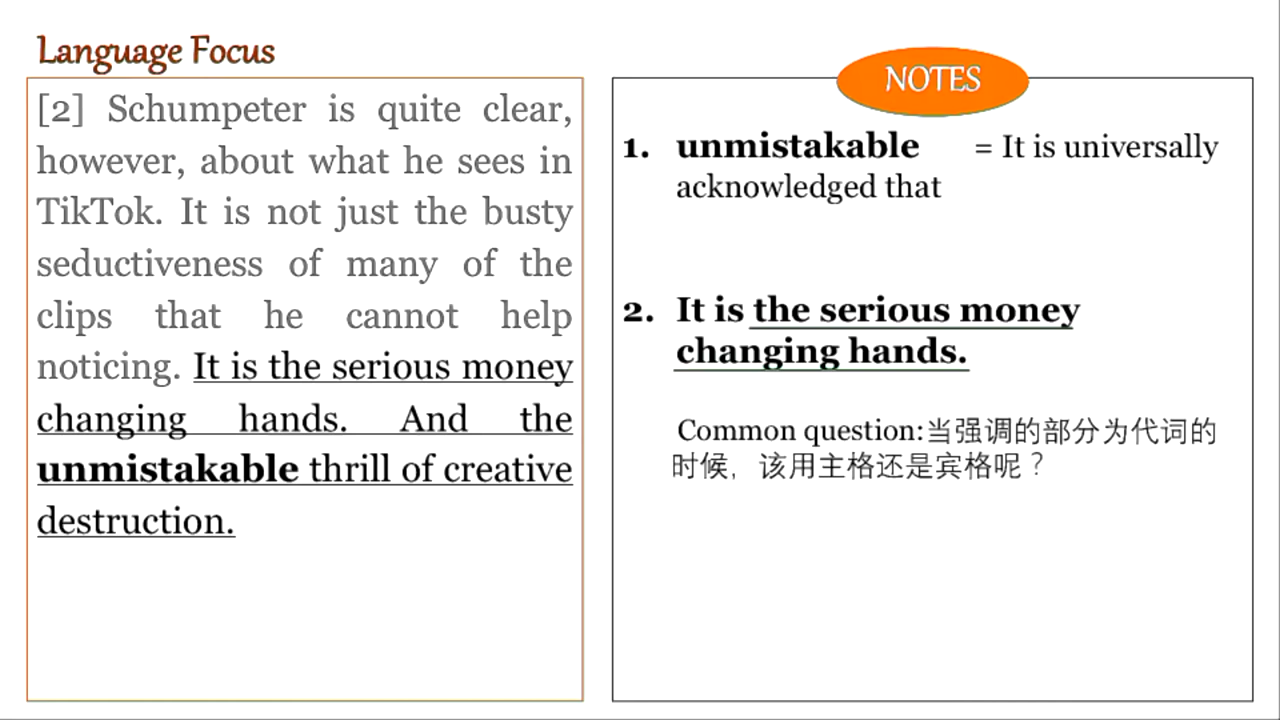 Language Focus
[2] Schumpeter is quite clear,
however, about what he sees in
TikTok. It is not just the busty
seductiveness of many of the
clips that he cannot help
noticing. It is the serious money
changing hands. And the
unmistakable thrill of creative
destruction.
NOTES
1. unmistakable = It is universally
acknowledged that
2. It is the serious money
changing hands.
Common question:当强调的部分为代词的
时候，该用主格还是宾格呢？